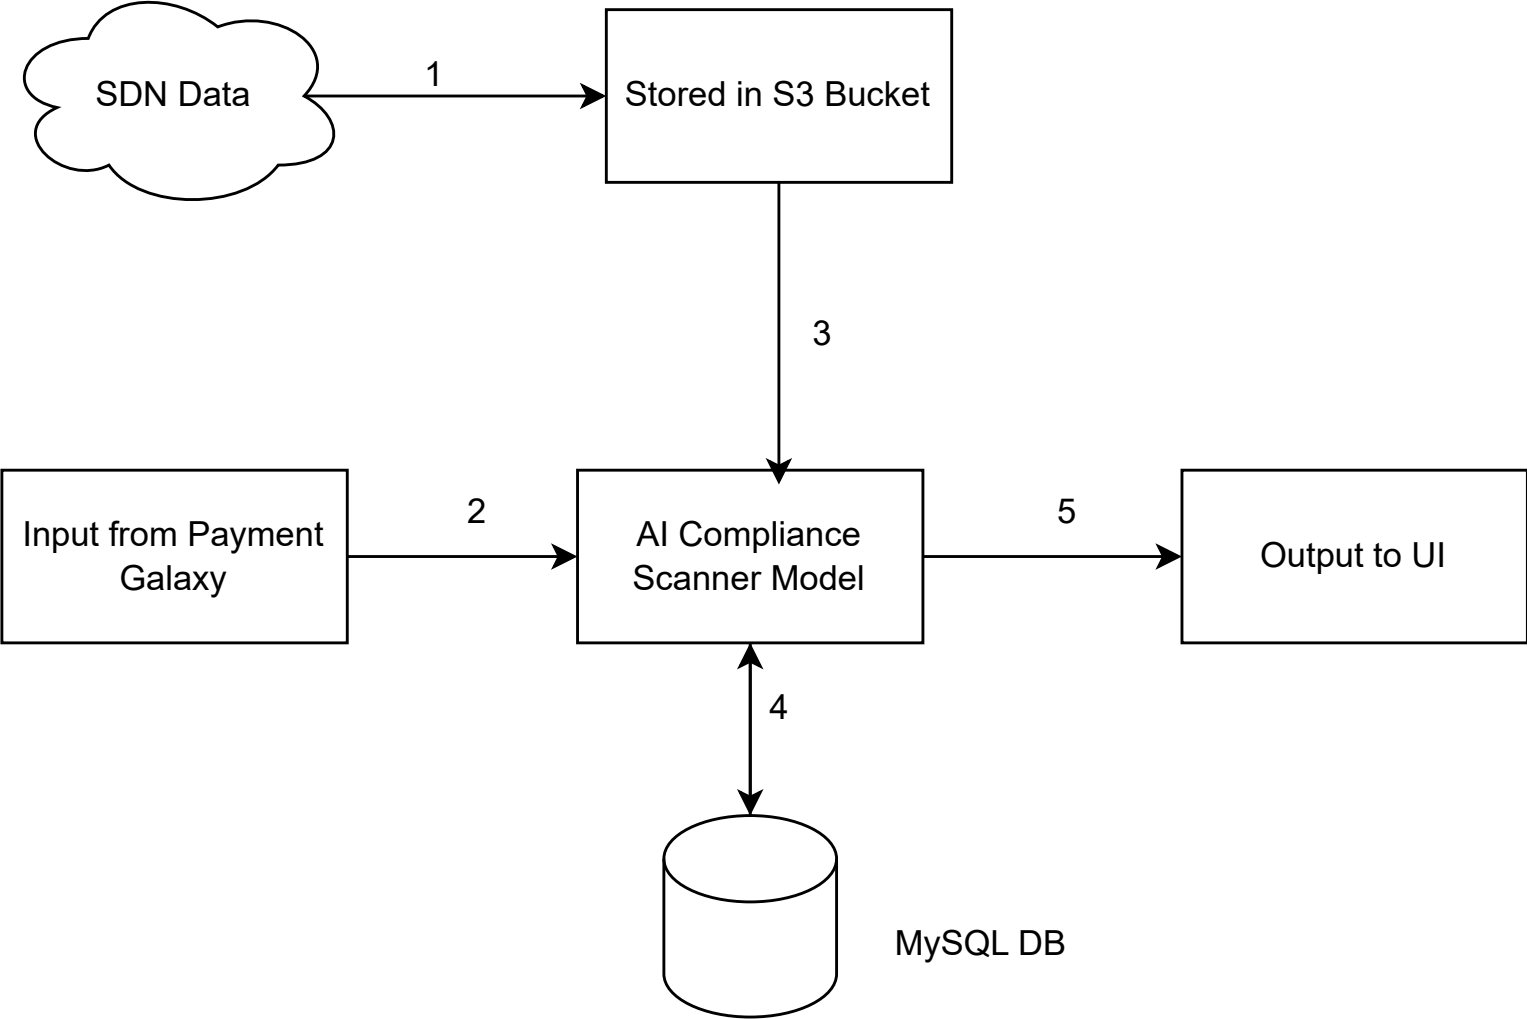 SDN Data
1
Stored in S3 Bucket
3
Input from Payment
Galaxy
2
AI Compliance
Scanner Model
5
Output to UI
4
MySQL DB